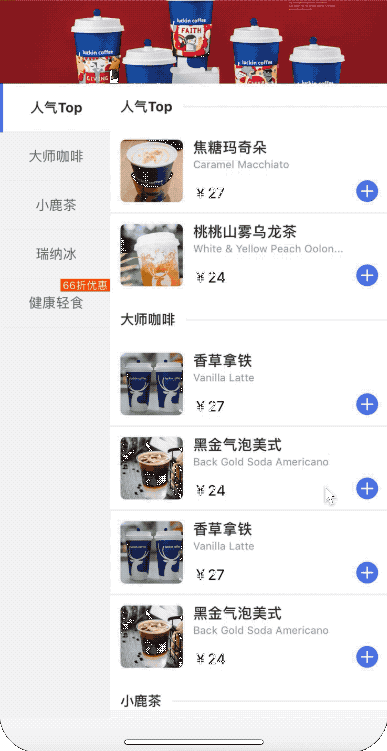 luckin coffee
luckin coffee
luckin coffee
luckin coffee
GIVING
FAITH
人气Top
大师咖啡
小鹿茶
瑞纳冰
66折优惠
健康轻食
人气Top
焦糖玛奇朵
Caramel Macchiato
￥27
桃桃山雾乌龙茶
White & Yellow Peach Oolon...
￥24
大师咖啡
香草拿铁
Vanilla Latte
￥27
黑金气泡美式
Back Gold Soda Americano
￥24
香草拿铁
Vanilla Latte
￥27
黑金气泡美式
Back Gold Soda Americano
￥24
小鹿茶